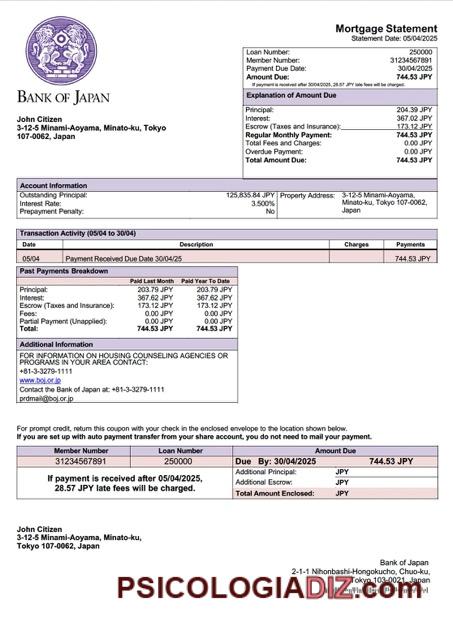 BANK OF JAPAN
Mortgage Statement
Statement Date: 05/04/2025
John Citizen
3-12-5 Minami-Aoyama, Minato-ku, Tokyo
107-0062, Japan
Loan Number: 250000
Member Number: 31234567891
Payment Due Date: 30/04/2025
Amount Due: 744.53 JPY
If payment is received after 30/04/2025, 28.57 JPY late fees will be charged.
Explanation of Amount Due
Principal: 204.39 JPY
Interest: 367.02 JPY
Escrow (Taxes and Insurance): 173.12 JPY
Regular Monthly Payment: 744.53 JPY
Total Fees and Charges: 0.00 JPY
Overdue Payment: 0.00 JPY
Total Amount Due: 744.53 JPY
Account Information
Outstanding Principal: 125,835.84 JPY
Interest Rate: 3.500%
Prepayment Penalty: No
Property Address: 3-12-5 Minami-Aoyama,
Minato-ku, Tokyo 107-0062,
Japan
Transaction Activity (05/04 to 30/04)
Date Description Charges Payments
05/04 Payment Received Due Date 30/04/25 744.53 JPY
Past Payments Breakdown
Paid Last Month Paid Year To Date
Principal: 203.79 JPY 203.79 JPY
Interest: 367.62 JPY 367.62 JPY
Escrow (Taxes and Insurance): 173.12 JPY 173.12 JPY
Fees: 0.00 JPY 0.00 JPY
Partial Payment (Unapplied): 0.00 JPY 0.00 JPY
Total: 744.53 JPY 744.53 JPY
Additional Information
FOR INFORMATION ON HOUSING COUNSELING AGENCIES OR
PROGRAMS IN YOUR AREA CONTACT:
+81-3-3279-1111
www.boj.or.jp
Contact the Bank of Japan at: +81-3-3279-1111
prdmail@boj.or.jp
For prompt credit, return this coupon with your check in the enclosed envelope to the location shown below.
If you are set up with auto payment transfer from your share account, you do not need to mail your payment.
Member Number Loan Number Amount Due
31234567891 250000 Due By: 30/04/2025 744.53 JPY
If payment is received after 05/04/2025,
28.57 JPY late fees will be charged.
Additional Principal: JPY
Additional Escrow: JPY
Total Amount Enclosed: JPY
John Citizen
3-12-5 Minami-Aoyama, Minato-ku,
Tokyo 107-0062, Japan
Bank of Japan
2-1-1 Nihonbashi-Hongokucho, Chuo-ku,
Tokyo 103-0021, Japan
PSICOLOGIADIZ.com